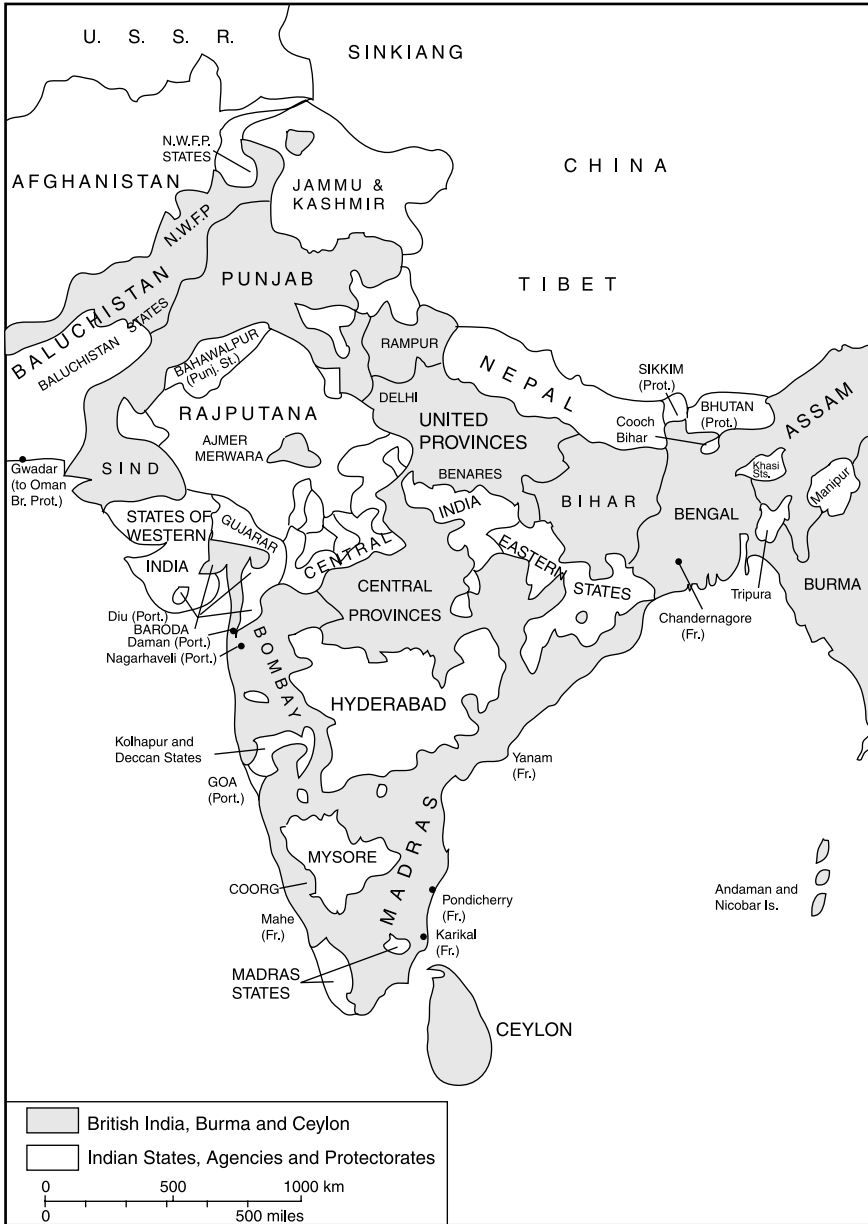 U. S. S. R.
SINKIANG
N.W.F.P.
STATES
CHINA
AFGHANISTAN
JAMMU &
KASHMIR
N.W.F.P
PUNJAB
TIBET
BALUCHISTAN
BALUCHISTAN STATES
BAHAWALPUR
(Punj. St.)
RAMPUR
NEPAL
SIKKIM
(Prot.)
BHUTAN
(Prot.)
ASSAM
DELHI
RAJPUTANA
UNITED
PROVINCES
Cooch
Bihar
AJMER
MERWARA
Gwadar
(to Oman
Br. Prot.)
SIND
BENARES
Khasi
Sts.
Manipur
BIHAR
BENGAL
STATES OF
WESTERN
INDIA
GUJARAR
CENTRAL
INDIA
EASTERN
STATES
CENTRAL
PROVINCES
BURMA
Tripura
Chandernagore
(Fr.)
Diu (Port.)
BARODA
Daman (Port.)
Nagarhaveli (Port.)
BOMBAY
HYDERABAD
Kolhapur and
Deccan States
Yanam
(Fr.)
GOA
(Port.)
MADRAS
MYSORE
COORG
Pondicherry
(Fr.)
Andaman and
Nicobar Is.
Mahe
(Fr.)
Karikal
(Fr.)
MADRAS
STATES
CEYLON
British India, Burma and Ceylon
Indian States, Agencies and Protectorates
0 500 1000 km
0 500 miles